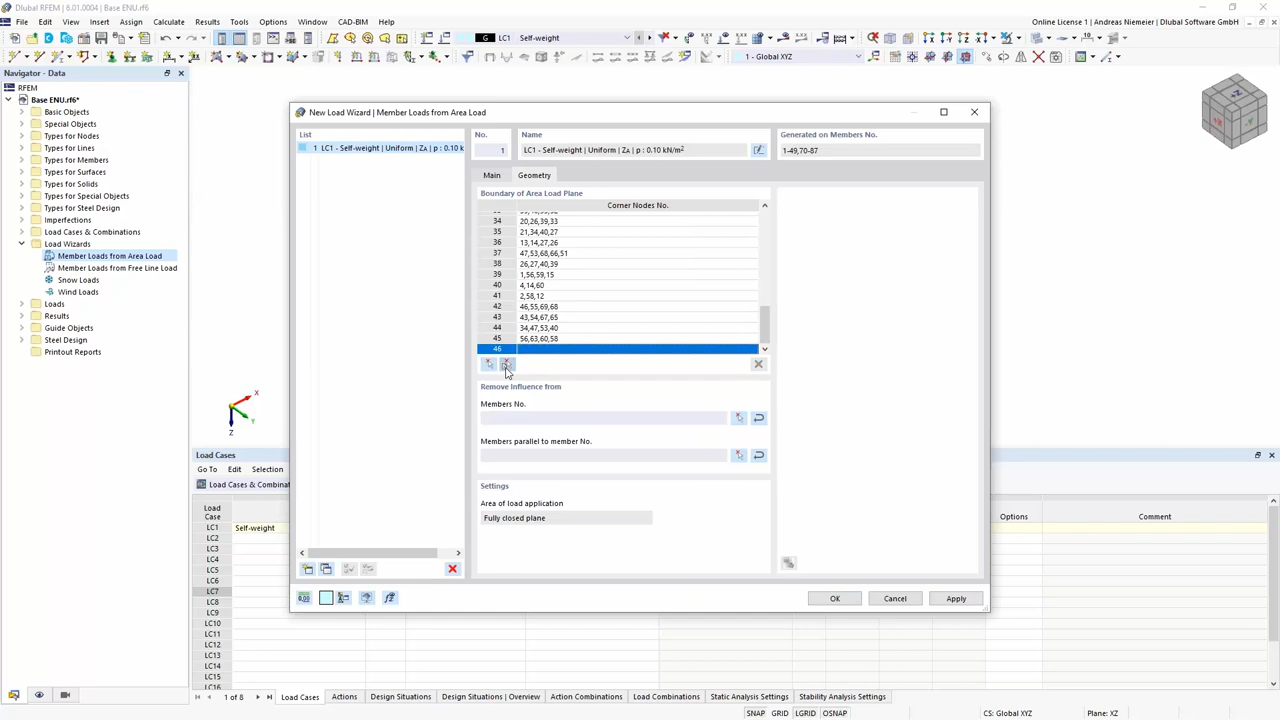 Dlubal RFEM | 6.01.0004 | Base ENU.rf6
File Edit View Insert Assign Calculate Results Tools Options Window CAD-BIM Help
Online License 1 | Andreas Niemeier | Dlubal Software GmbH
G LC1 Self-weight
1 - Global XYZ
Navigator - Data
RFEM
Base ENU.rf6*
Basic Objects
Special Objects
Types for Nodes
Types for Lines
Types for Members
Types for Surfaces
Types for Solids
Types for Special Objects
Types for Steel Design
Imperfections
Load Cases & Combinations
Load Wizards
Member Loads from Area Load
Member Loads from Free Line Load
Snow Loads
Wind Loads
Loads
Results
Guide Objects
Steel Design
Printout Reports
X
Y
Z
New Load Wizard | Member Loads from Area Load
List
1 LC1 - Self-weight | Uniform | ZA | p : 0.10 k
No.
1
Name
LC1 - Self-weight | Uniform | ZA | p : 0.10 kN/m²
Generated on Members No.
1-49,70-87
Main Geometry
Boundary of Area Load Plane
Corner Nodes No.
34 20,26,39,33
35 21,34,40,27
36 13,14,27,26
37 47,53,68,66,51
38 26,27,40,39
39 1,56,59,15
40 4,14,60
41 2,58,12
42 46,55,69,68
43 43,54,67,65
44 34,47,53,40
45 56,63,60,58
46
Remove Influence from
Members No.
Members parallel to member No.
Settings
Area of load application
Fully closed plane
OK Cancel Apply
Load Cases
Go To Edit Selection
Load Cases & Combinat
Load
Case
Options Comment
LC1 Self-weight
LC2
LC3
LC4
LC5
LC6
LC7
LC8
LC9
LC10
LC11
LC12
LC13
LC14
LC15
LC16
1 of 8 Load Cases Actions Design Situations Design Situations | Overview Action Combinations Load Combinations Static Analysis Settings Stability Analysis Settings
SNAP GRID LGRID OSNAP CS: Global XYZ Plane: XZ